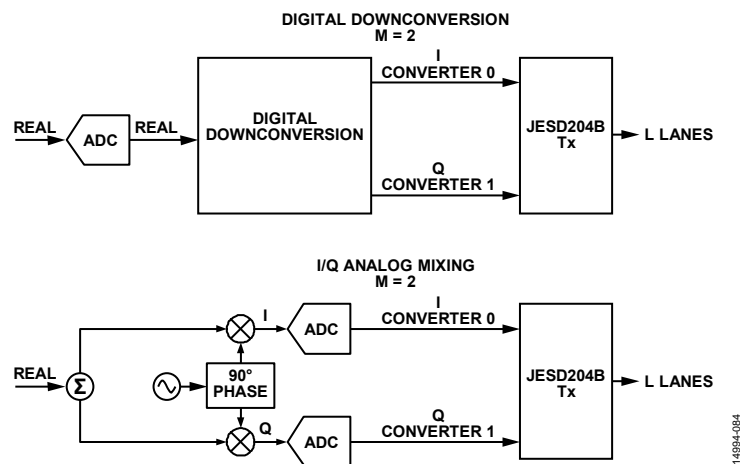 DIGITAL DOWNCONVERSION
M = 2
I
CONVERTER 0
REAL
ADC
REAL
DIGITAL
DOWNCONVERSION
JESD204B
Tx
L LANES
Q
CONVERTER 1
I/Q ANALOG MIXING
M = 2
I
ADC
I
CONVERTER 0
REAL
Σ
90°
PHASE
JESD204B
Tx
L LANES
Q
ADC
Q
CONVERTER 1
14994-084